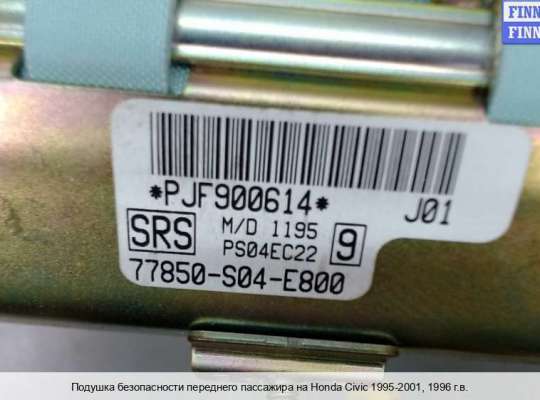 FINN
FINN
*PJF900614*
J01
SRS
M/D 1195
PS04EC22
9
77850-S04-E800
Подушка безопасности переднего пассажира на Honda Civic 1995-2001, 1996 г.в.